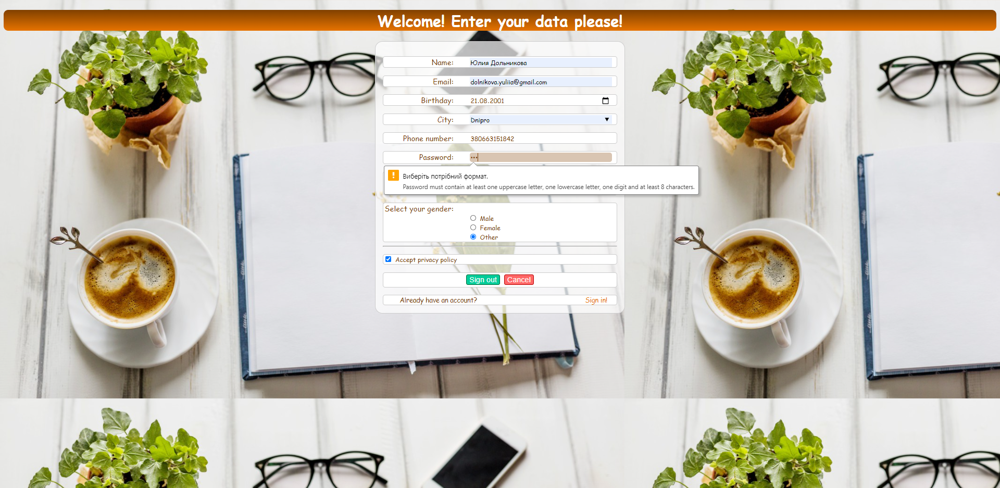 Welcome! Enter your data please!
Name: Юлия Дольникова
Email: dolnikova.yuliia@gmail.com
Birthday: 21.08.2001
City: Dnipro
Phone number: 380663151842
Password: •••
Виберіть потрібний формат.
Password must contain at least one uppercase letter, one lowercase letter, one digit and at least 8 characters.
Select your gender:
Male
Female
Other
Accept privacy policy
Sign out Cancel
Already have an account? Sign in!